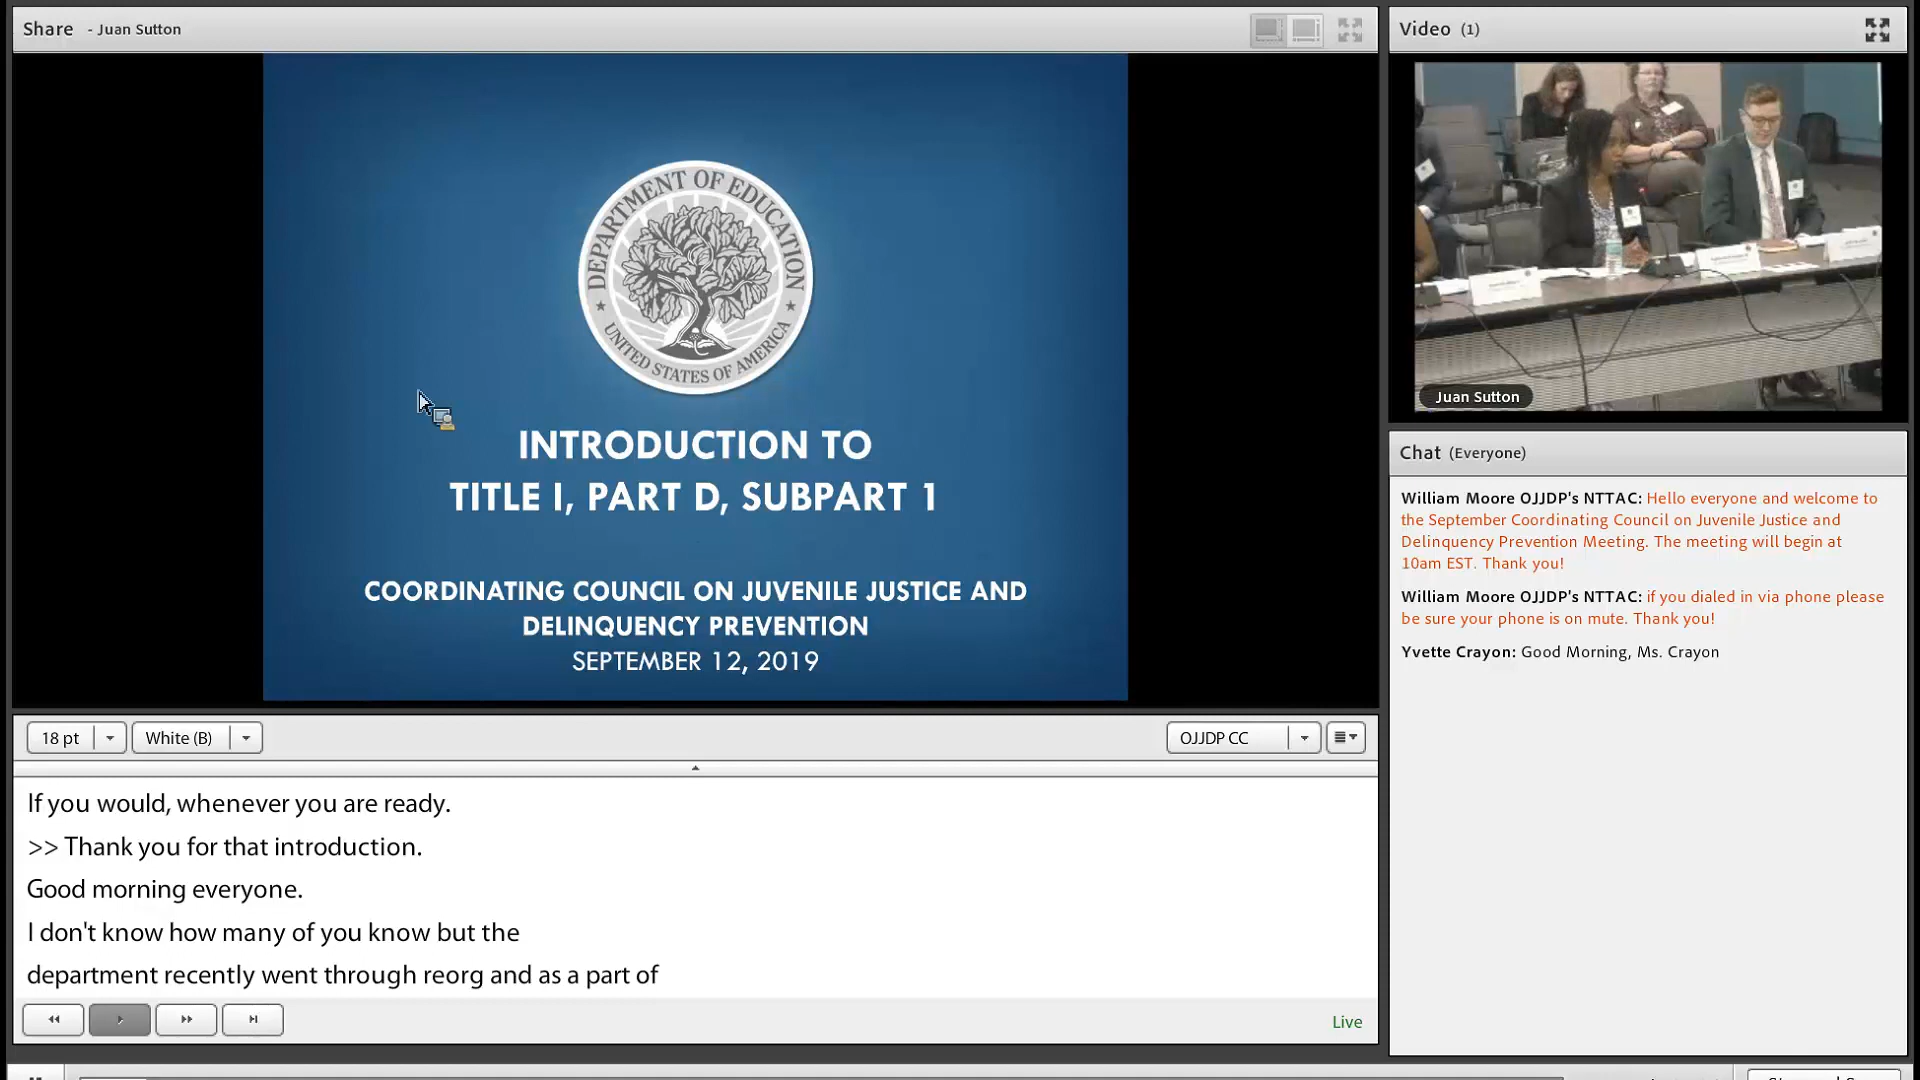 Share - Juan Sutton
DEPARTMENT OF EDUCATION
UNITED STATES OF AMERICA
INTRODUCTION TO
TITLE I, PART D, SUBPART 1
COORDINATING COUNCIL ON JUVENILE JUSTICE AND
DELINQUENCY PREVENTION
SEPTEMBER 12, 2019
18 pt
White (B)
OJJDP CC
If you would, whenever you are ready.
>> Thank you for that introduction.
Good morning everyone.
I don't know how many of you know but the
department recently went through reorg and as a part of
Live
Video (1)
Juan Sutton
Chat (Everyone)
William Moore OJJDP's NTTAC: Hello everyone and welcome to
the September Coordinating Council on Juvenile Justice and
Delinquency Prevention Meeting. The meeting will begin at
10am EST. Thank you!
William Moore OJJDP's NTTAC: if you dialed in via phone please
be sure your phone is on mute. Thank you!
Yvette Crayon: Good Morning, Ms. Crayon